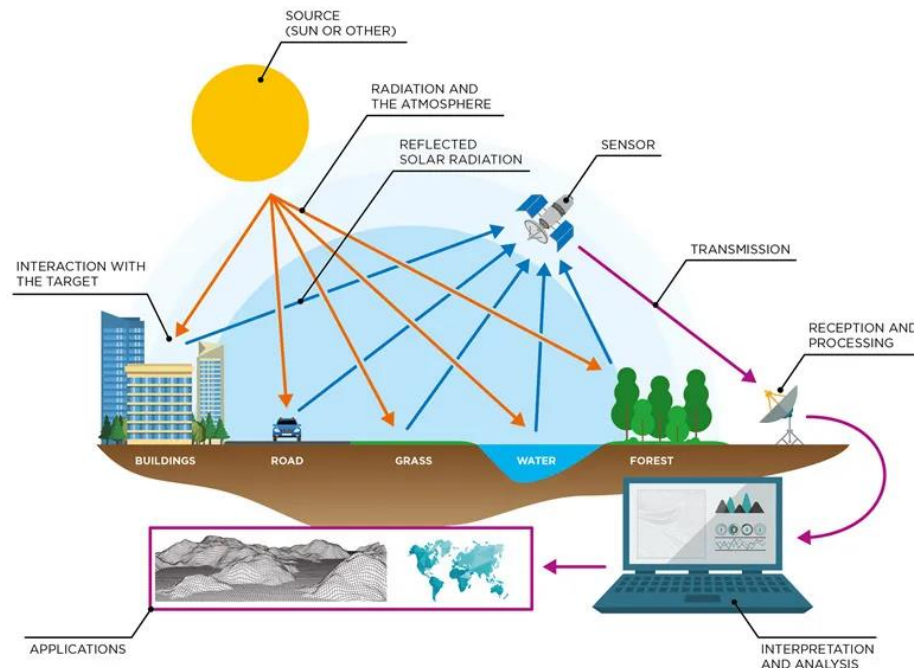 SOURCE
(SUN OR OTHER)
RADIATION AND
THE ATMOSPHERE
REFLECTED
SOLAR RADIATION
SENSOR
TRANSMISSION
INTERACTION WITH
THE TARGET
RECEPTION AND
PROCESSING
BUILDINGS
ROAD
GRASS
WATER
FOREST
APPLICATIONS
INTERPRETATION
AND ANALYSIS